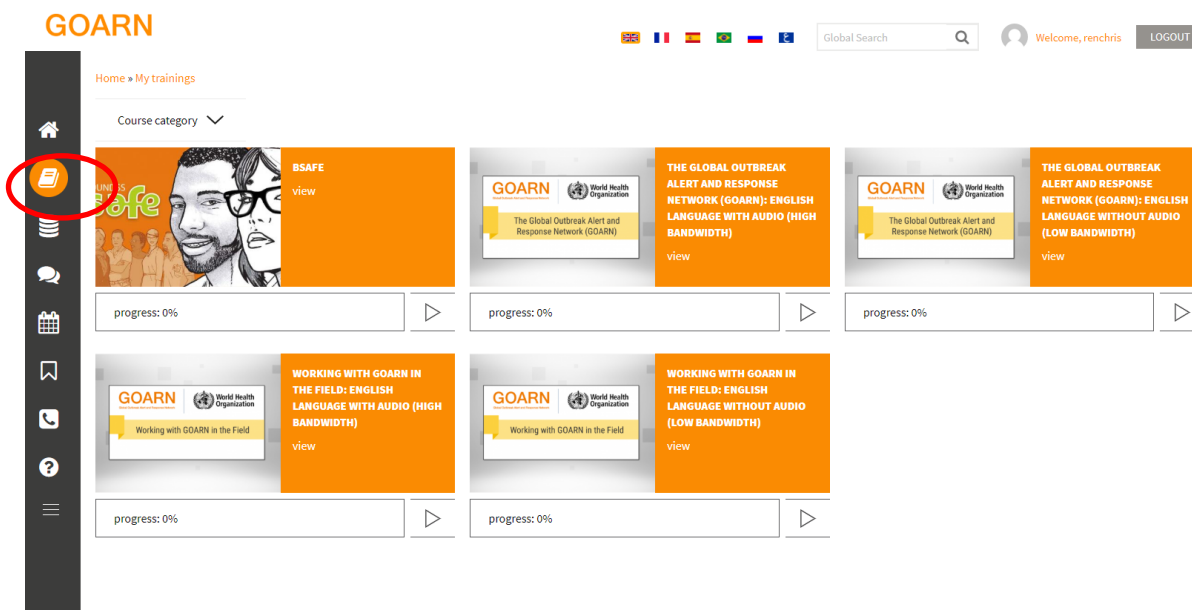 GOARN
Global Search
Welcome, renchris
LOGOUT
Home » My trainings
Course category
UNDSS
safe
BSAFE
view
GOARN
World Health
Organization
The Global Outbreak Alert and
Response Network (GOARN)
THE GLOBAL OUTBREAK
ALERT AND RESPONSE
NETWORK (GOARN): ENGLISH
LANGUAGE WITH AUDIO (HIGH
BANDWIDTH)
view
GOARN
World Health
Organization
The Global Outbreak Alert and
Response Network (GOARN)
THE GLOBAL OUTBREAK
ALERT AND RESPONSE
NETWORK (GOARN): ENGLISH
LANGUAGE WITHOUT AUDIO
(LOW BANDWIDTH)
view
progress: 0%
progress: 0%
progress: 0%
GOARN
World Health
Organization
Working with GOARN in the Field
WORKING WITH GOARN IN
THE FIELD: ENGLISH
LANGUAGE WITH AUDIO (HIGH
BANDWIDTH)
view
GOARN
World Health
Organization
Working with GOARN in the Field
WORKING WITH GOARN IN
THE FIELD: ENGLISH
LANGUAGE WITHOUT AUDIO
(LOW BANDWIDTH)
view
progress: 0%
progress: 0%